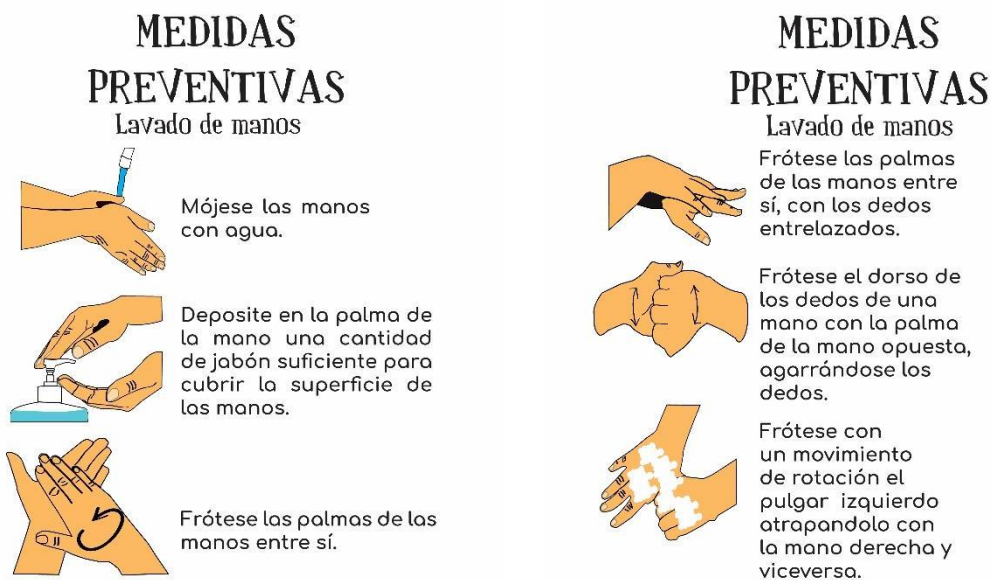 MEDIDAS
PREVENTIVAS
Lavado de manos
Mójese las manos
con agua.
Deposite en la palma de
la mano una cantidad
de jabón suficiente para
cubrir la superficie de
las manos.
Frótese las palmas de las
manos entre sí.
MEDIDAS
PREVENTIVAS
Lavado de manos
Frótese las palmas
de las manos entre
sí, con los dedos
entrelazados.
Frótese el dorso de
los dedos de una
mano con la palma
de la mano opuesta,
agarrándose los
dedos.
Frótese con
un movimiento
de rotación el
pulgar izquierdo
atrapandolo con
la mano derecha y
viceversa.